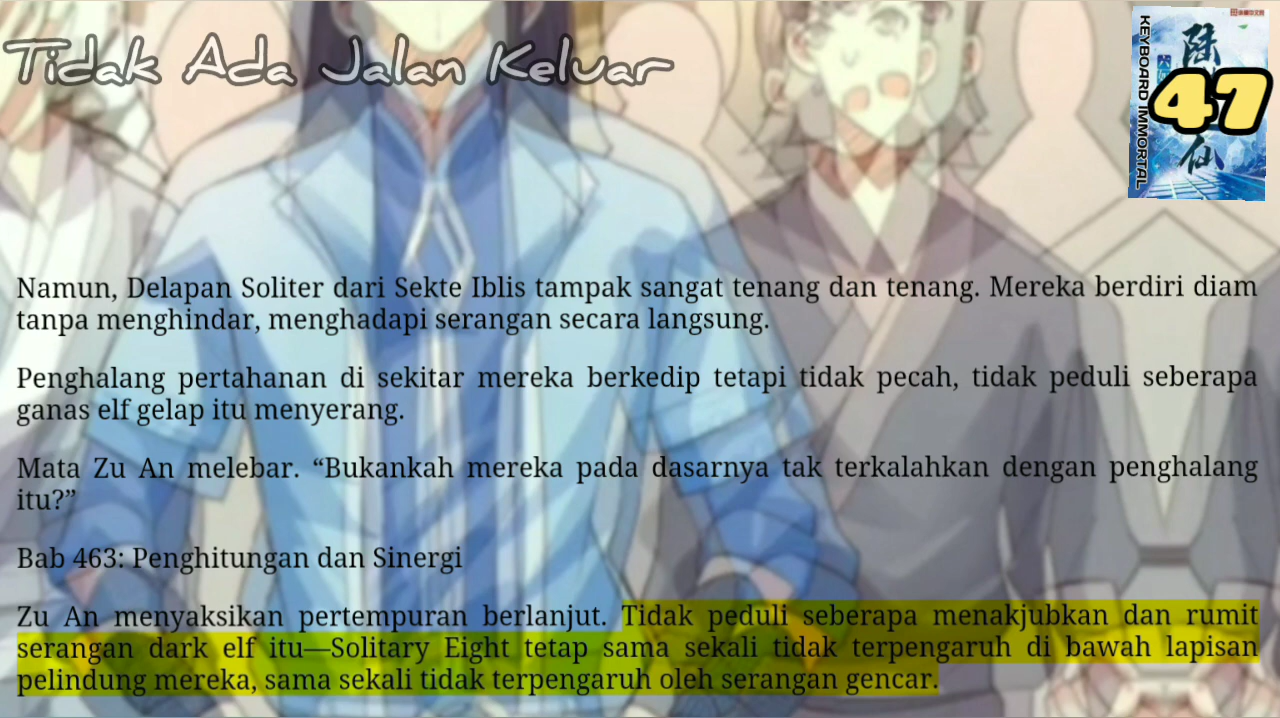 Tidak Ada Jalan Keluar
KEYBOARD IMMORTAL
47
陆
仙
Namun, Delapan Soliter dari Sekte Iblis tampak sangat tenang dan tenang. Mereka berdiri diam
tanpa menghindar, menghadapi serangan secara langsung.
Penghalang pertahanan di sekitar mereka berkedip tetapi tidak pecah, tidak peduli seberapa
ganas elf gelap itu menyerang.
Mata Zu An melebar. “Bukankah mereka pada dasarnya tak terkalahkan dengan penghalang
itu?”
Bab 463: Penghitungan dan Sinergi
Zu An menyaksikan pertempuran berlanjut. Tidak peduli seberapa menakjubkan dan rumit
serangan dark elf itu—Solitary Eight tetap sama sekali tidak terpengaruh di bawah lapisan
pelindung mereka, sama sekali tidak terpengaruh oleh serangan gencar.